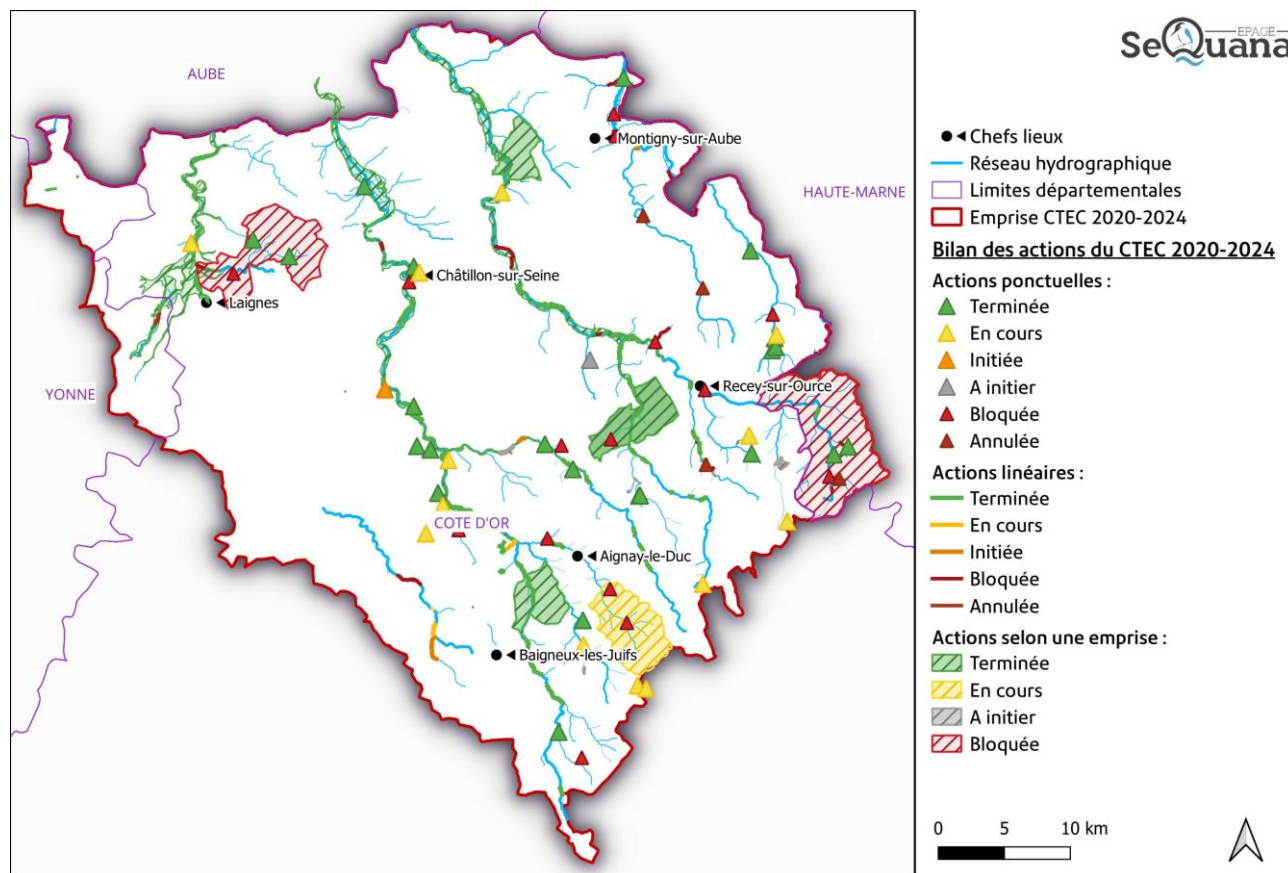 AUBE
Montigny-sur-Aube
HAUTE-MARNE
Châtillon-sur-Seine
Laignes
YONNE
Recey-sur-Ource
COTE D'OR
Aignay-le-Duc
Baigneux-les-Juifs
EPAGE
SeQuana
Chefs lieux
Réseau hydrographique
Limites départementales
Emprise CTEC 2020-2024
Bilan des actions du CTEC 2020-2024
Actions ponctuelles :
Terminée
En cours
Initiée
A initier
Bloquée
Annulée
Actions linéaires :
Terminée
En cours
Initiée
Bloquée
Annulée
Actions selon une emprise :
Terminée
En cours
A initier
Bloquée
0 5 10 km